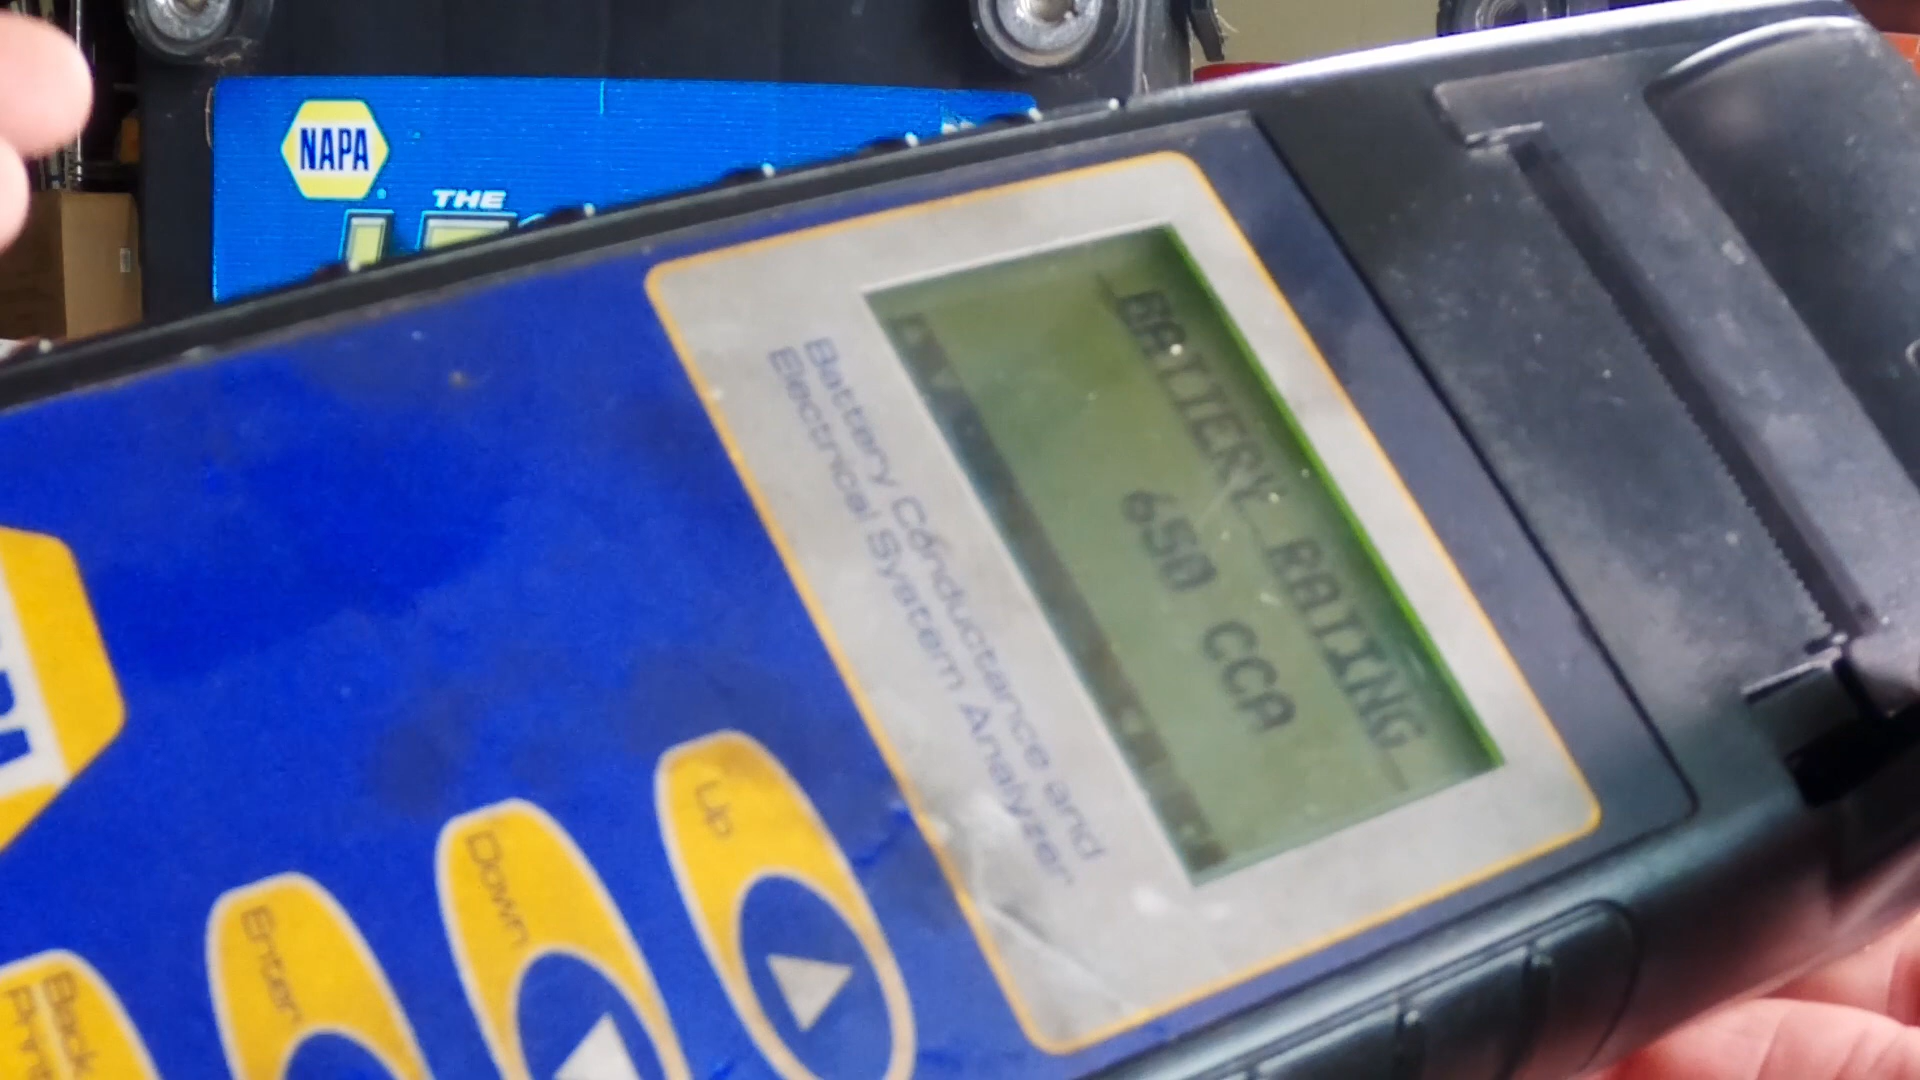 NAPA
THE
BATTERY RATING
650 CCA
Battery Conductance and
Electrical System Analyzer
Up
Down
Enter
Back